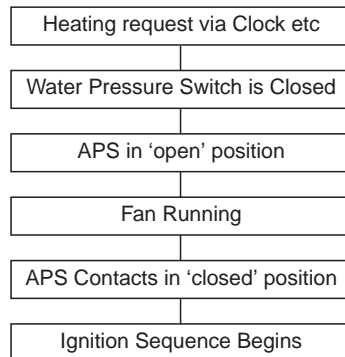 Heating request via Clock etc
Water Pressure Switch is Closed
APS in ‘open’ position
Fan Running
APS Contacts in ‘closed’ position
Ignition Sequence Begins